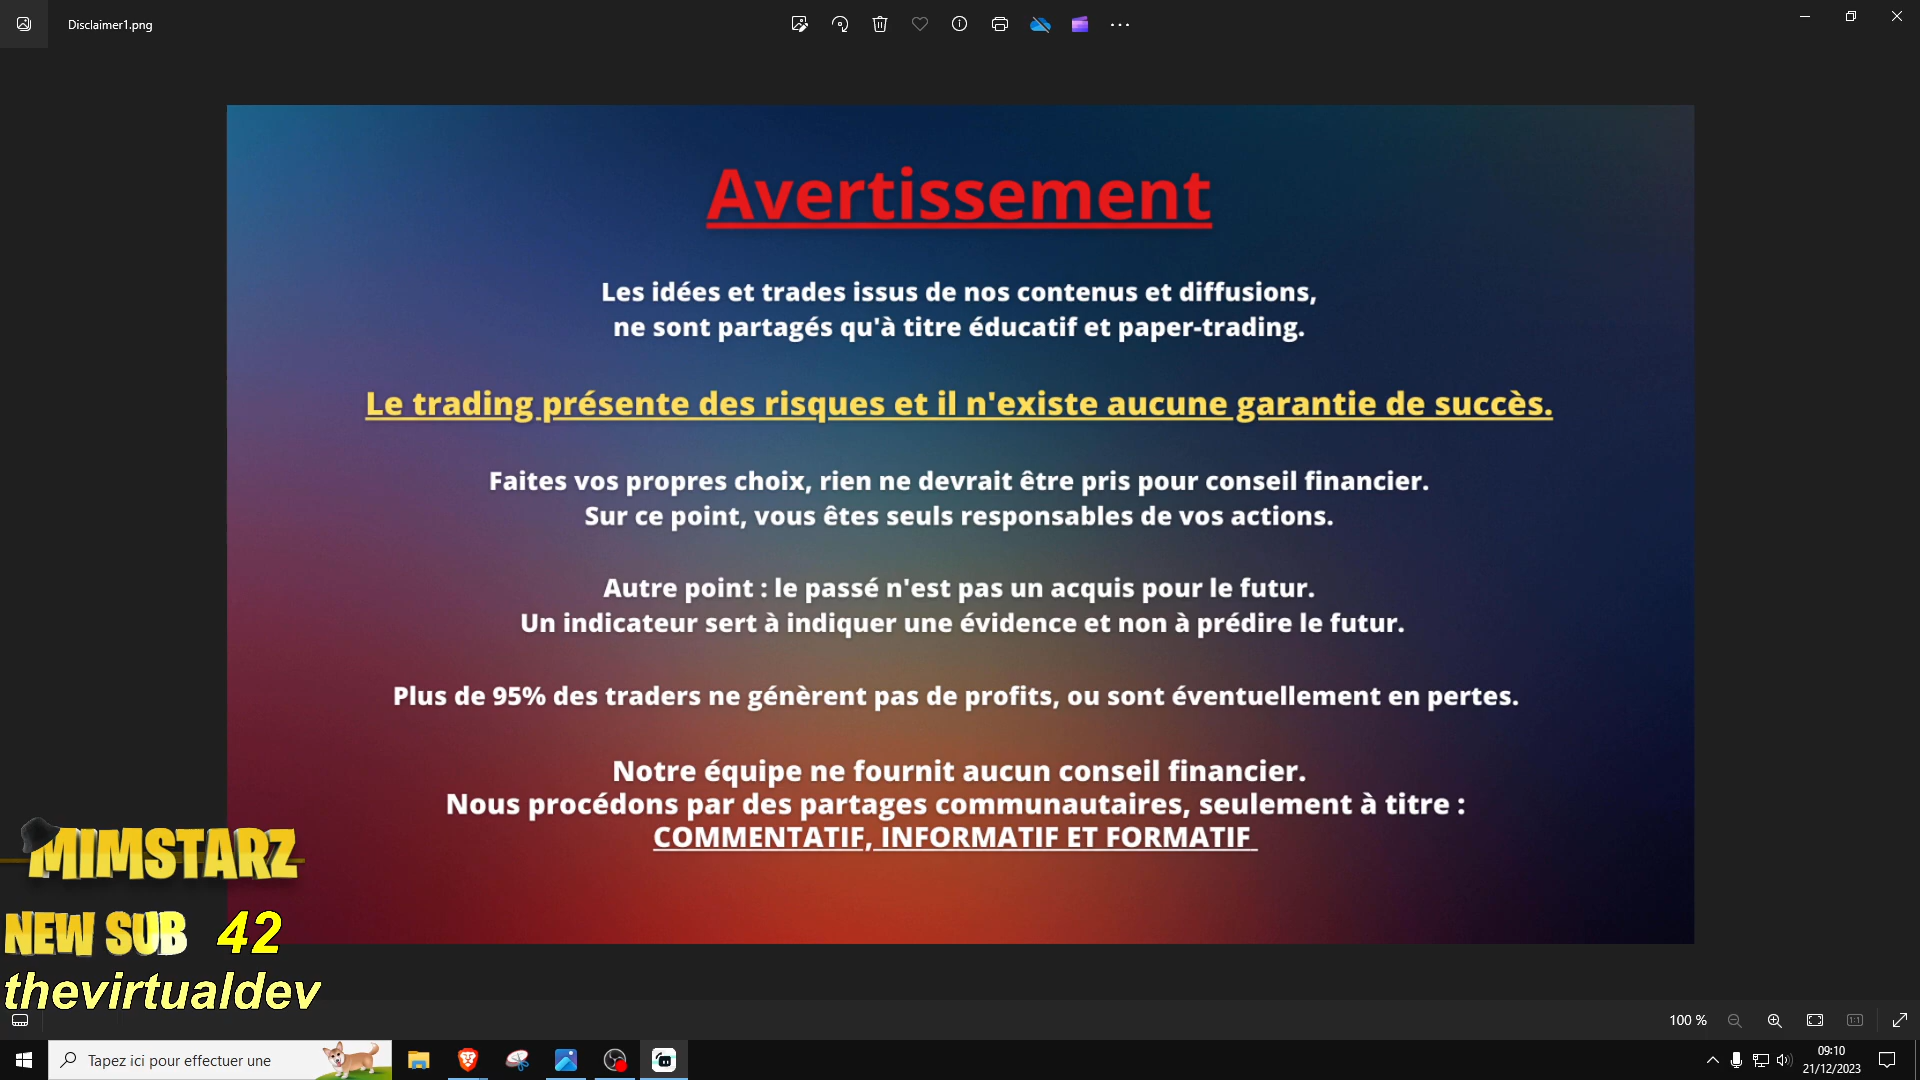 Disclaimer1.png
Avertissement
Les idées et trades issus de nos contenus et diffusions,
ne sont partagés qu'à titre éducatif et paper-trading.
Le trading présente des risques et il n'existe aucune garantie de succès.
Faites vos propres choix, rien ne devrait être pris pour conseil financier.
Sur ce point, vous êtes seuls responsables de vos actions.
Autre point : le passé n'est pas un acquis pour le futur.
Un indicateur sert à indiquer une évidence et non à prédire le futur.
Plus de 95% des traders ne génèrent pas de profits, ou sont éventuellement en pertes.
Notre équipe ne fournit aucun conseil financier.
Nous procédons par des partages communautaires, seulement à titre :
COMMENTATIF, INFORMATIF ET FORMATIF
MIMSTARZ
NEW SUB 42
thevirtualdev
100 %
1:1
Tapez ici pour effectuer une
09:10
21/12/2023